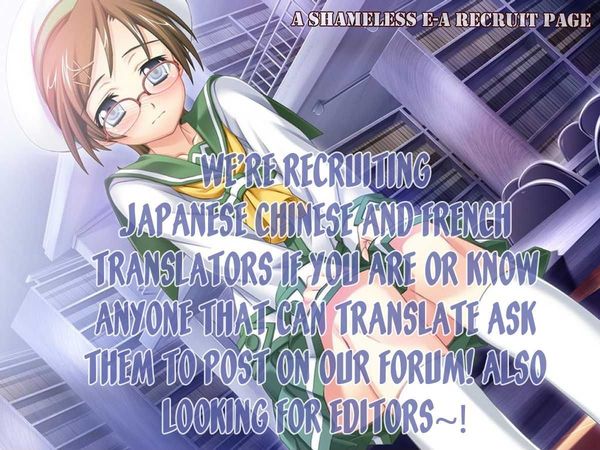 A SHAMELESS E-A RECRUIT PAGE
WE'RE RECRUITING
JAPANESE CHINESE AND FRENCH
TRANSLATORS IF YOU ARE OR KNOW
ANYONE THAT CAN TRANSLATE ASK
THEM TO POST ON OUR FORUM! ALSO
LOOKING FOR EDITORS~!